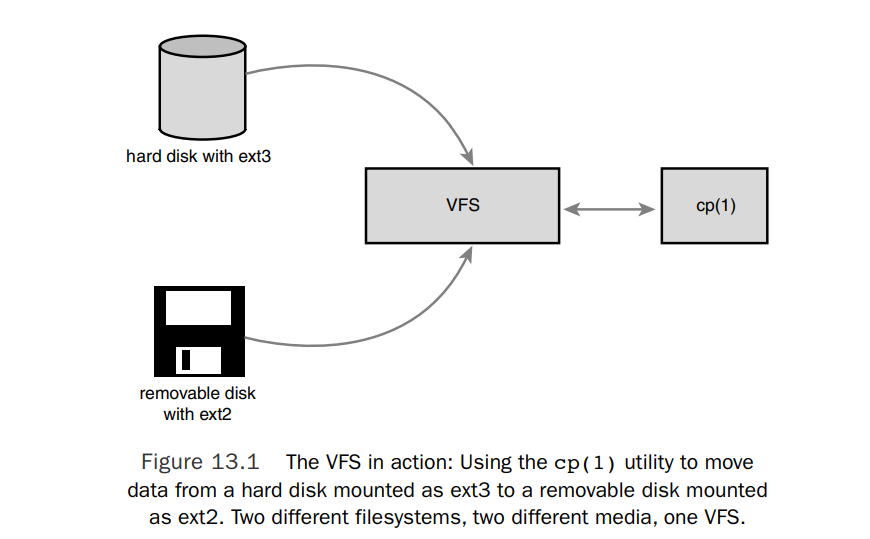 hard disk with ext3
VFS
cp(1)
removable disk
with ext2
Figure 13.1 The VFS in action: Using the cp(1) utility to move
data from a hard disk mounted as ext3 to a removable disk mounted
as ext2. Two different filesystems, two different media, one VFS.